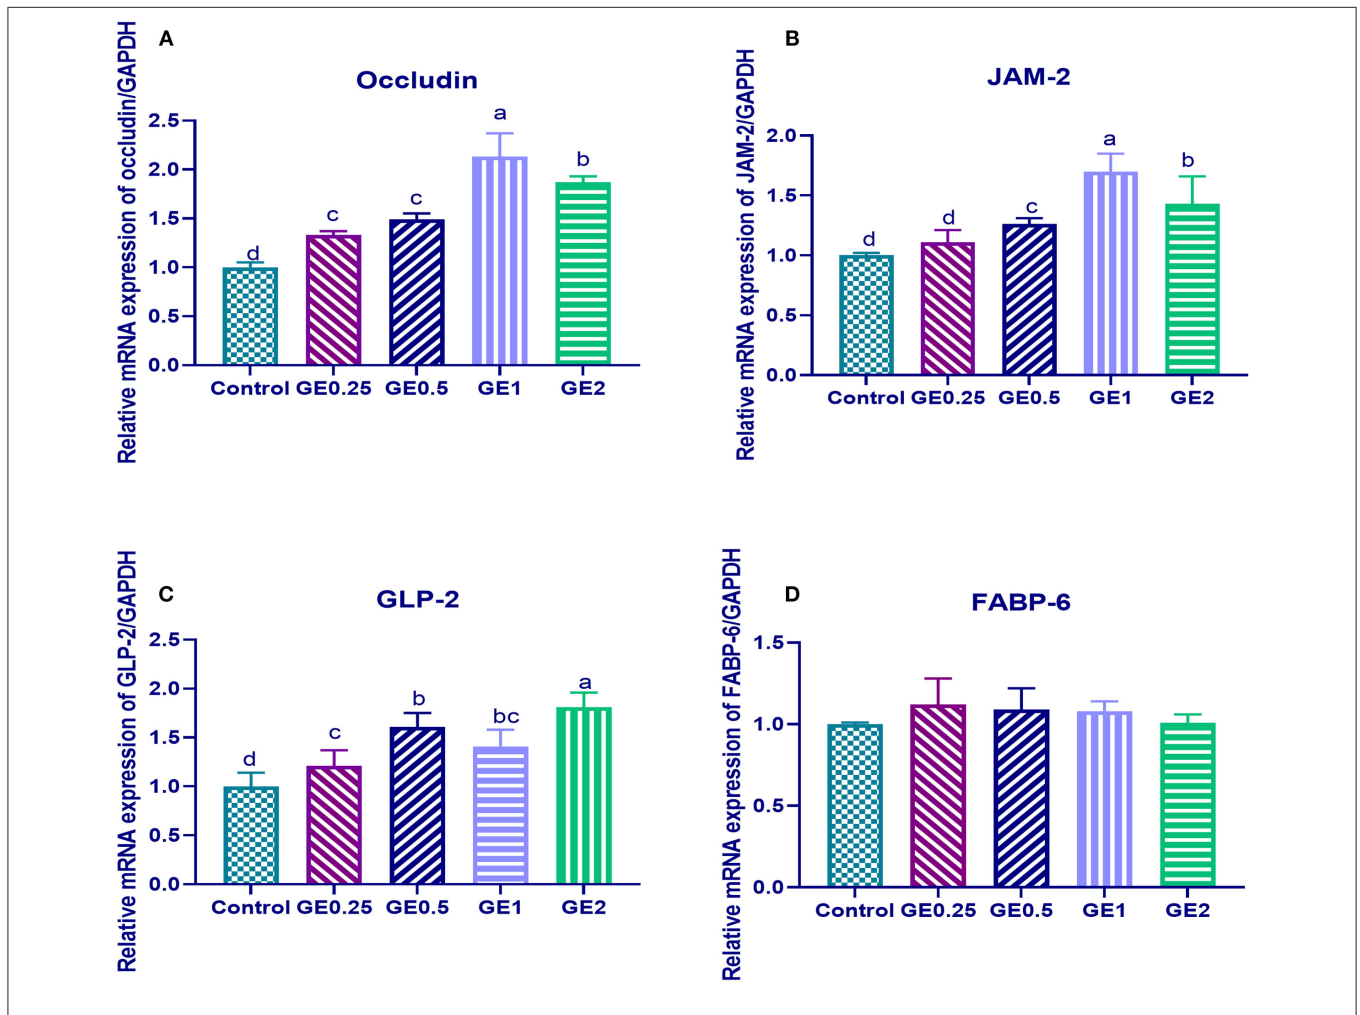 A
Occludin
Relative mRNA expression of occludin/GAPDH
2.5
2.0
1.5
1.0
0.5
0.0
d
c
c
a
b
Control GE0.25 GE0.5 GE1 GE2
B
JAM-2
Relative mRNA expression of JAM-2/GAPDH
2.0
1.5
1.0
0.5
0.0
d
d
c
a
b
Control GE0.25 GE0.5 GE1 GE2
C
GLP-2
Relative mRNA expression of GLP-2/GAPDH
2.5
2.0
1.5
1.0
0.5
0.0
d
c
b
bc
a
Control GE0.25 GE0.5 GE1 GE2
D
FABP-6
Relative mRNA expression of FABP-6/GAPDH
1.5
1.0
0.5
0.0
Control GE0.25 GE0.5 GE1 GE2